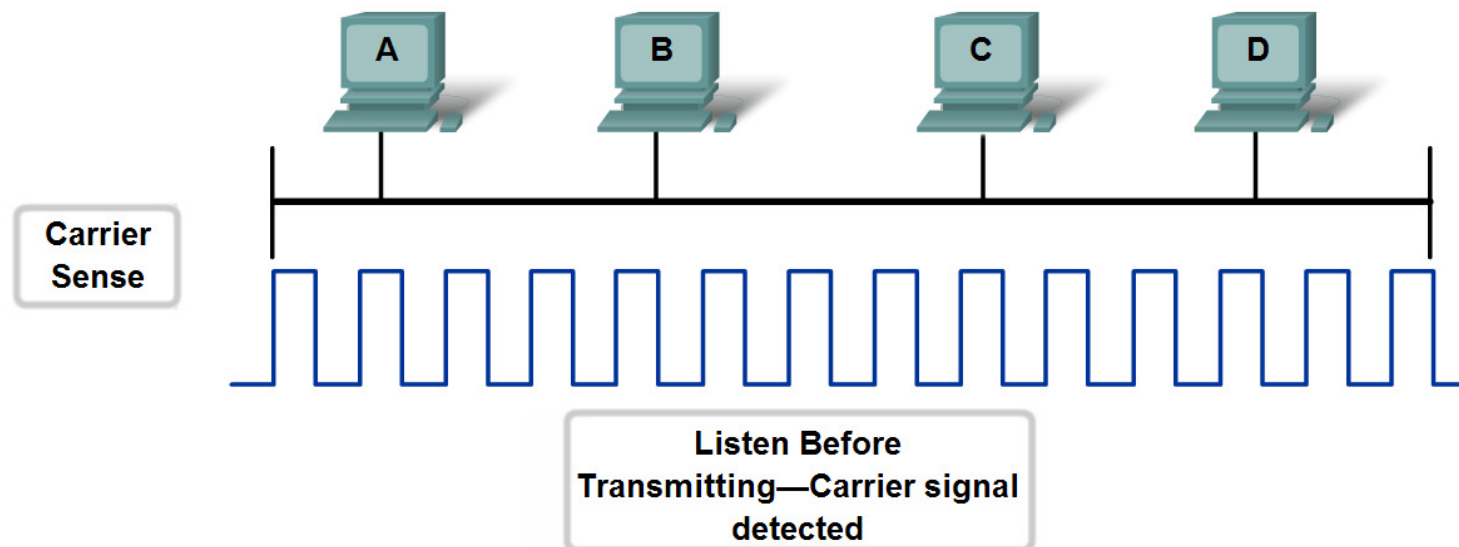 A
B
C
D
Carrier
Sense
Listen Before
Transmitting—Carrier signal
detected